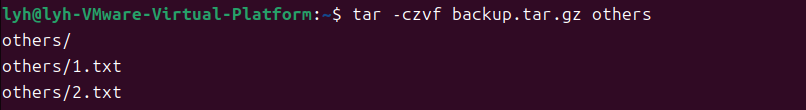 lyh@lyh-VMware-Virtual-Platform:~$ tar -czvf backup.tar.gz others
others/
others/1.txt
others/2.txt